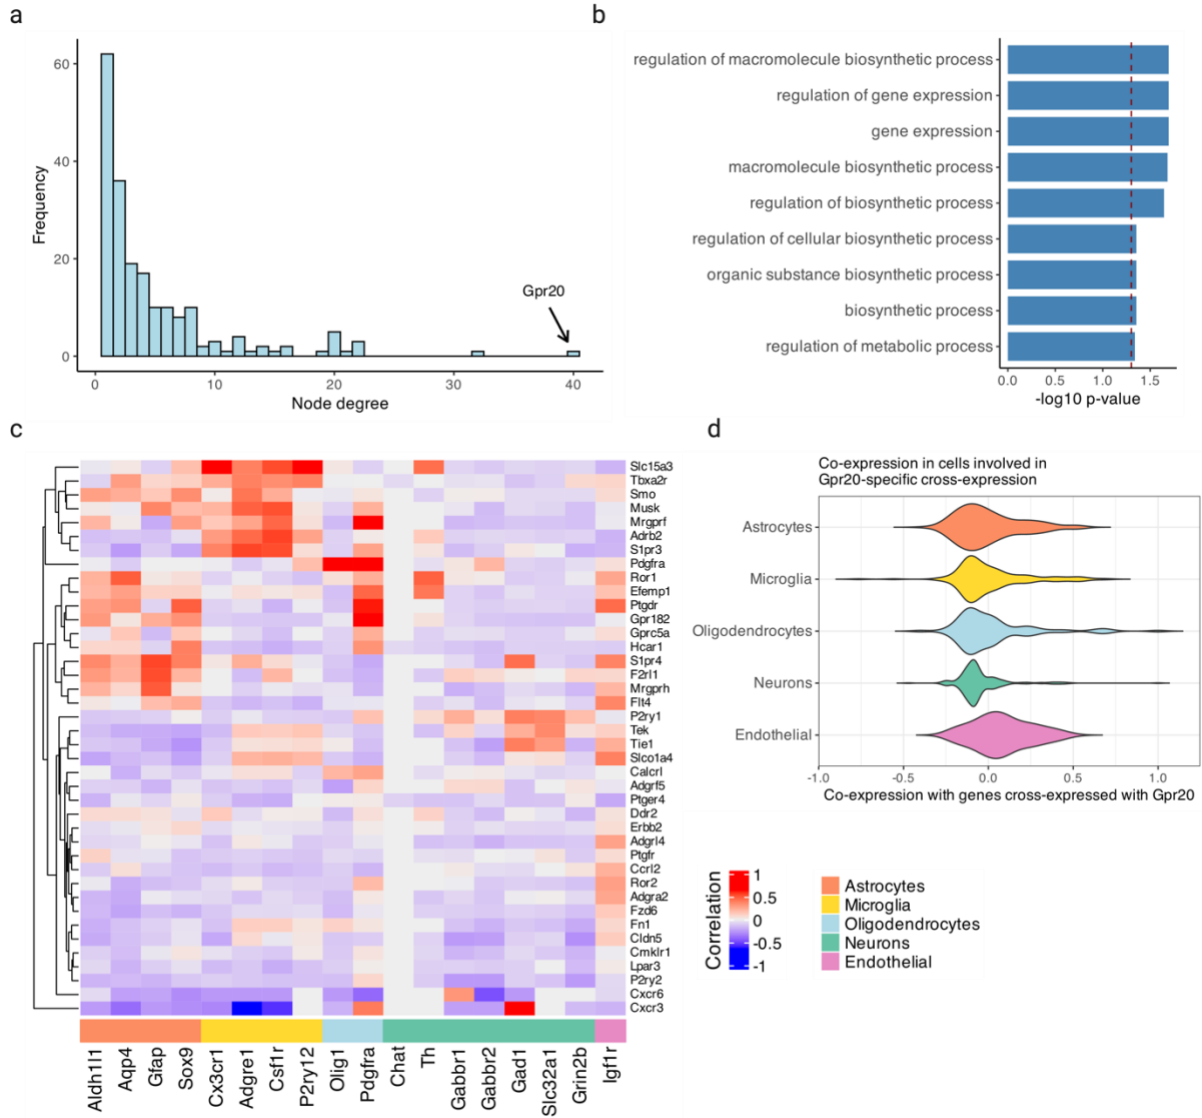 a
60
40
20
0
Frequency
Gpr20
0
10
20
30
40
Node degree
b
regulation of macromolecule biosynthetic process
regulation of gene expression
gene expression
macromolecule biosynthetic process
regulation of biosynthetic process
regulation of cellular biosynthetic process
organic substance biosynthetic process
biosynthetic process
regulation of metabolic process
0.0
0.5
1.0
1.5
-log10 p-value
c
Slc15a3
Tbxa2r
Smo
Musk
Mrgprf
Adrb2
S1pr3
Pdgfra
Ror1
Efemp1
Ptgdr
Gpr182
Gprc5a
Hcar1
S1pr4
F2rl1
Mrgprh
Flt4
P2ry1
Tek
Tie1
Slco1a4
Calcrl
Adgrf5
Ptger4
Ddr2
Erbb2
Adgrl4
Ptgfr
Ccrl2
Ror2
Adgra2
Fzd6
Fn1
Cldn5
Cmklr1
Lpar3
P2ry2
Cxcr6
Cxcr3
Aldh1l1
Aqp4
Gfap
Sox9
Cx3cr1
Adgre1
Csf1r
P2ry12
Olig1
Pdgfra
Chat
Th
Gabbr1
Gabbr2
Gad1
Slc32a1
Grin2b
Igf1r
d
Co-expression in cells involved in
Gpr20-specific cross-expression
Astrocytes
Microglia
Oligodendrocytes
Neurons
Endothelial
-1.0
-0.5
0.0
0.5
1.0
Co-expression with genes cross-expressed with Gpr20
Correlation
1
0.5
0
-0.5
-1
Astrocytes
Microglia
Oligodendrocytes
Neurons
Endothelial